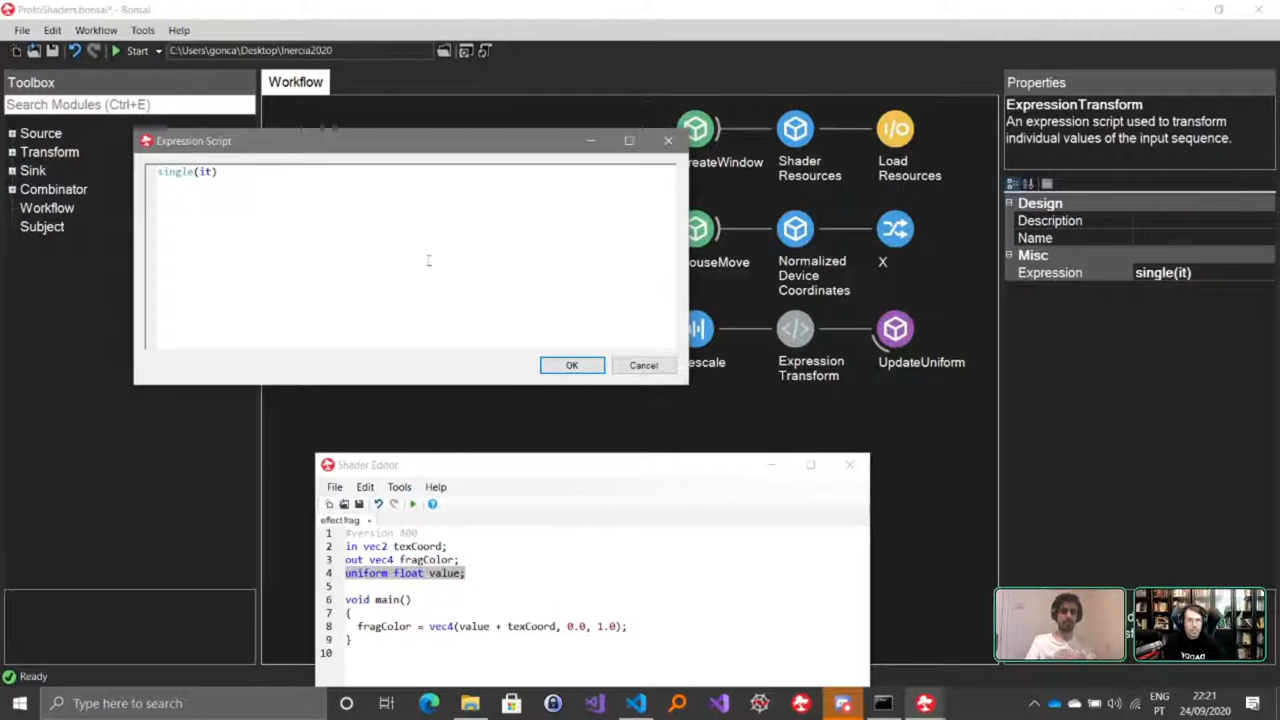 ProtoShaders.bonsai* - Bonsai
File Edit Workflow Tools Help
Start C:\Users\gonca\Desktop\Inercia2020
Toolbox
Search Modules (Ctrl+E)
Source
Transform
Sink
Combinator
Workflow
Subject
Workflow
Expression Script
single(it)
OK Cancel
reateWindow
Shader
Resources
Load
Resources
ouseMove
Normalized
Device
Coordinates
X
escale
Expression
Transform
UpdateUniform
Properties
ExpressionTransform
An expression script used to transform
individual values of the input sequence.
Design
Description
Name
Misc
Expression single(it)
Shader Editor
File Edit Tools Help
effect.frag
1 #version 400
2 in vec2 texCoord;
3 out vec4 fragColor;
4 uniform float value;
5
6 void main()
7 {
8 fragColor = vec4(value + texCoord, 0.0, 1.0);
9 }
10
Ready
Type here to search
ENG
PT
22:21
24/09/2020